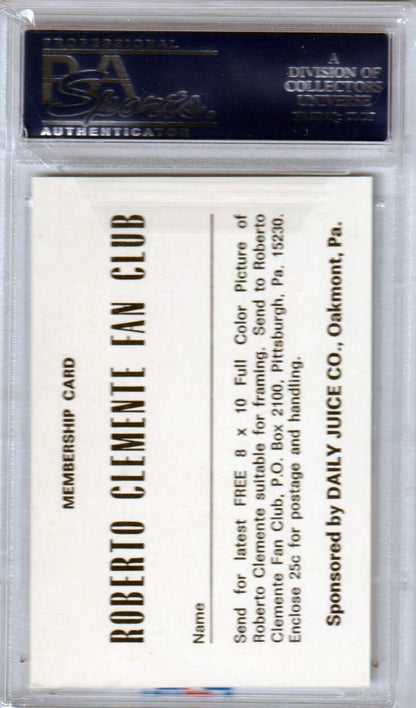 PROFESSIONAL
PSA
Sports
AUTHENTICATOR
A
DIVISION OF
COLLECTORS
UNIVERSE
NASDAQ: CLCT
MEMBERSHIP CARD
ROBERTO CLEMENTE FAN CLUB
Name
Send for latest FREE 8 x 10 Full Color Picture of
Roberto Clemente suitable for framing. Send to Roberto
Clemente Fan Club, P.O. Box 2100, Pittsburgh, Pa. 15230.
Enclose 25c for postage and handling.
Sponsored by DAILY JUICE CO., Oakmont, Pa.